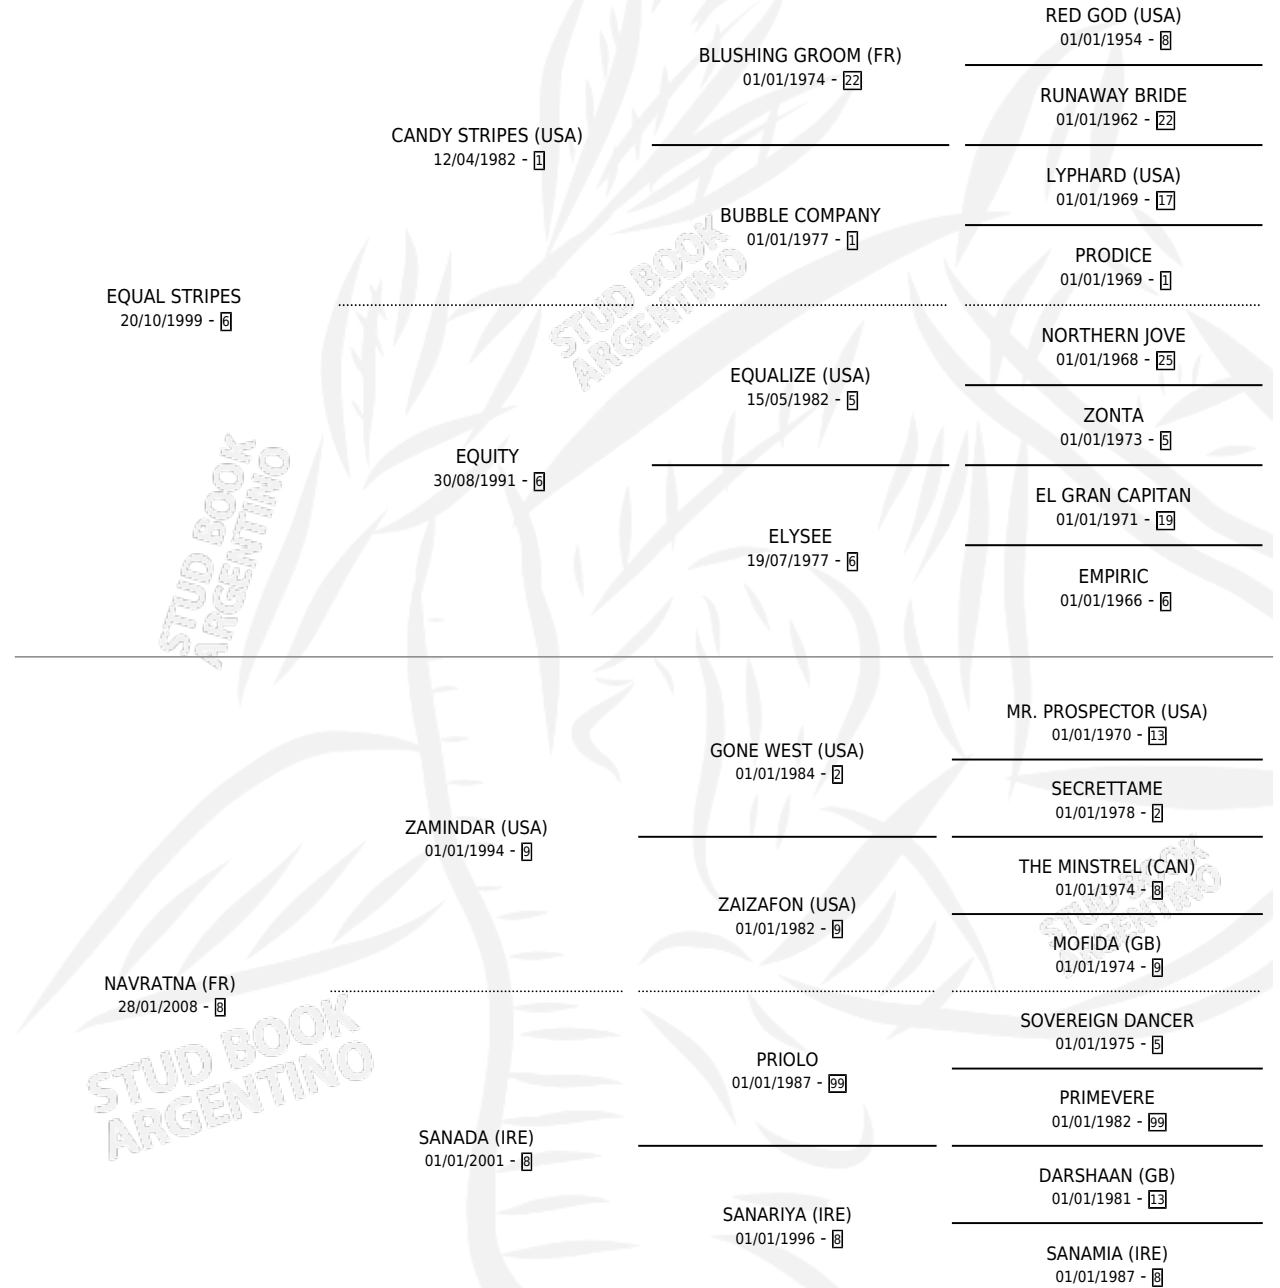 RED GOD (USA)
01/01/1954 - 8
BLUSHING GROOM (FR)
01/01/1974 - 22
RUNAWAY BRIDE
01/01/1962 - 22
CANDY STRIPES (USA)
12/04/1982 - 1
LYPHARD (USA)
01/01/1969 - 17
BUBBLE COMPANY
01/01/1977 - 1
PRODICE
01/01/1969 - 1
EQUAL STRIPES
20/10/1999 - 6
STUD BOOK
ARGENTINO
NORTHERN JOVE
01/01/1968 - 25
EQUALIZE (USA)
15/05/1982 - 5
ZONTA
01/01/1973 - 5
EQUITY
30/08/1991 - 6
EL GRAN CAPITAN
01/01/1971 - 19
ELYSEE
19/07/1977 - 6
EMPIRIC
01/01/1966 - 6
STUD BOOK
ARGENTINO
MR. PROSPECTOR (USA)
01/01/1970 - 13
GONE WEST (USA)
01/01/1984 - 2
SECRETTAME
01/01/1978 - 2
ZAMINDAR (USA)
01/01/1994 - 9
THE MINSTREL (CAN)
01/01/1974 - 8
ZAIZAFON (USA)
01/01/1982 - 9
STUD BOOK
ARGENTINO
MOFIDA (GB)
01/01/1974 - 9
NAVRATNA (FR)
28/01/2008 - 8
SOVEREIGN DANCER
01/01/1975 - 5
PRIOLO
01/01/1987 - 99
PRIMEVERE
01/01/1982 - 99
STUD BOOK
ARGENTINO
SANADA (IRE)
01/01/2001 - 8
DARSHAAN (GB)
01/01/1981 - 13
SANARIYA (IRE)
01/01/1996 - 8
SANAMIA (IRE)
01/01/1987 - 8